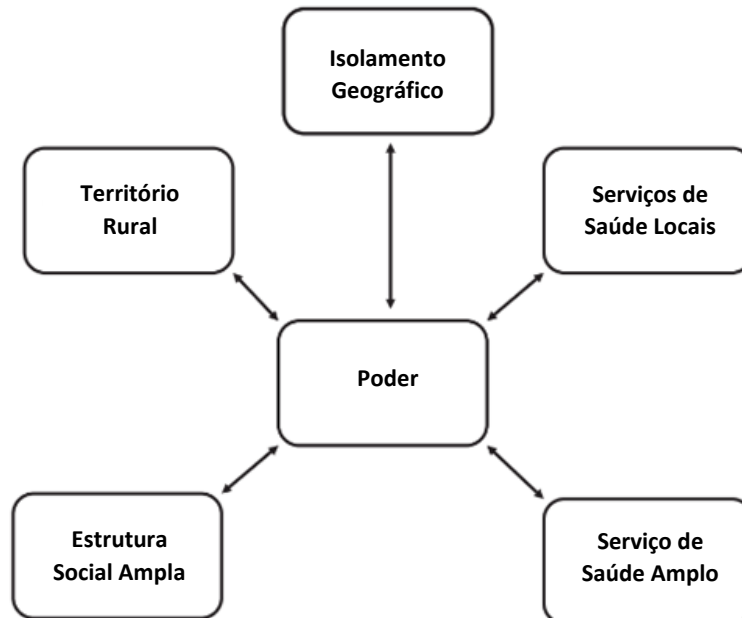 Isolamento
Geográfico
Território
Rural
Serviços de
Saúde Locais
Poder
Estrutura
Social Ampla
Serviço de
Saúde Amplo